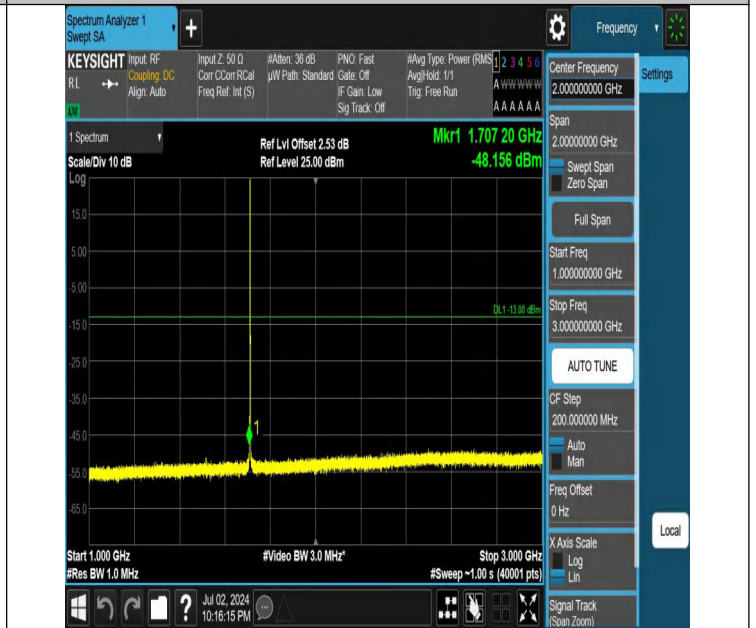 Spectrum Analyzer 1
Swept SA
+
Frequency
KEYSIGHT
RL
Input: RF
Coupling: DC
Align: Auto
Input Z: 50 Ω
Corr CCorr RCal
Freq Ref: Int (S)
#Atten: 36 dB
µW Path: Standard
PNO: Fast
Gate: Off
IF Gain: Low
Sig Track: Off
#Avg Type: Power (RMS
Avg|Hold: 1/1
Trig: Free Run
1 2 3 4 5 6
A W W W W W
A A A A A A
1 Spectrum
Scale/Div 10 dB
Ref Lvl Offset 2.53 dB
Ref Level 25.00 dBm
Mkr1 1.707 20 GHz
-48.156 dBm
Log
15.0
5.00
-5.00
DL1 -13.00 dBm
-15.0
-25.0
-35.0
-45.0
1
-55.0
-65.0
Start 1.000 GHz
#Res BW 1.0 MHz
#Video BW 3.0 MHz*
Stop 3.000 GHz
#Sweep ~1.00 s (40001 pts)
Center Frequency
2.000000000 GHz
Settings
Span
2.00000000 GHz
Swept Span
Zero Span
Full Span
Start Freq
1.000000000 GHz
Stop Freq
3.000000000 GHz
AUTO TUNE
CF Step
200.000000 MHz
Auto
Man
Freq Offset
0 Hz
X Axis Scale
Log
Lin
Local
Signal Track
(Span Zoom)
?
Jul 02, 2024
10:16:15 PM